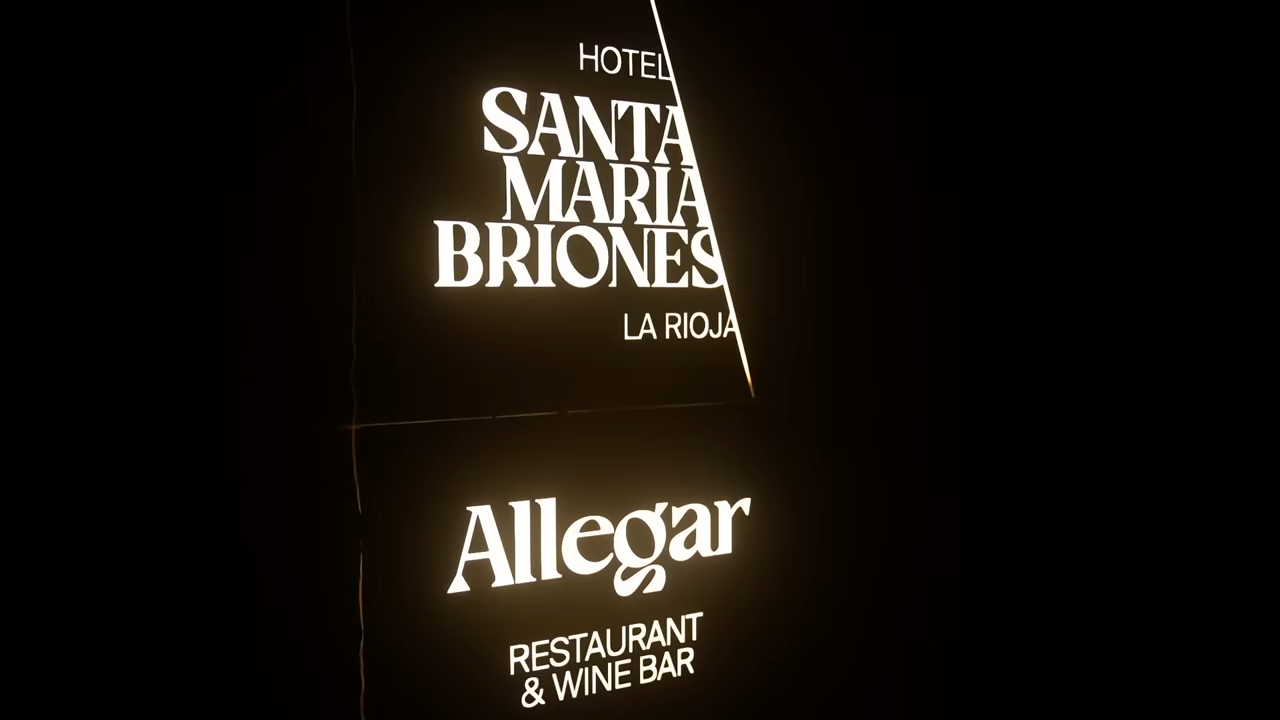 HOTEL
SANTA
MARIA
BRIONES
LA RIOJA
Allegar
RESTAURANT
& WINE BAR